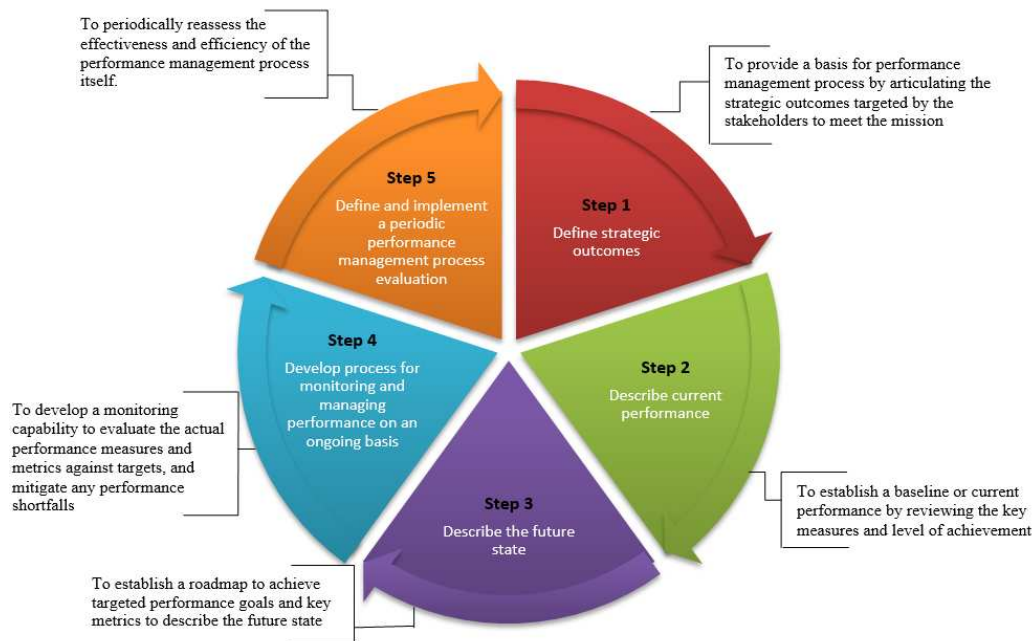 To periodically reassess the
effectiveness and efficiency of the
performance management process
itself.
To provide a basis for performance
management process by articulating the
strategic outcomes targeted by the
stakeholders to meet the mission
Step 5
Define and implement
a periodic
performance
management process
evaluation
Step 1
Define strategic
outcomes
Step 4
Develop process for
monitoring and
managing
performance on an
ongoing basis
Step 2
Describe current
performance
To develop a monitoring
capability to evaluate the actual
performance measures and
metrics against targets, and
mitigate any performance
shortfalls
Step 3
Describe the future
state
To establish a baseline or current
performance by reviewing the key
measures and level of achievement
To establish a roadmap to achieve
targeted performance goals and key
metrics to describe the future state